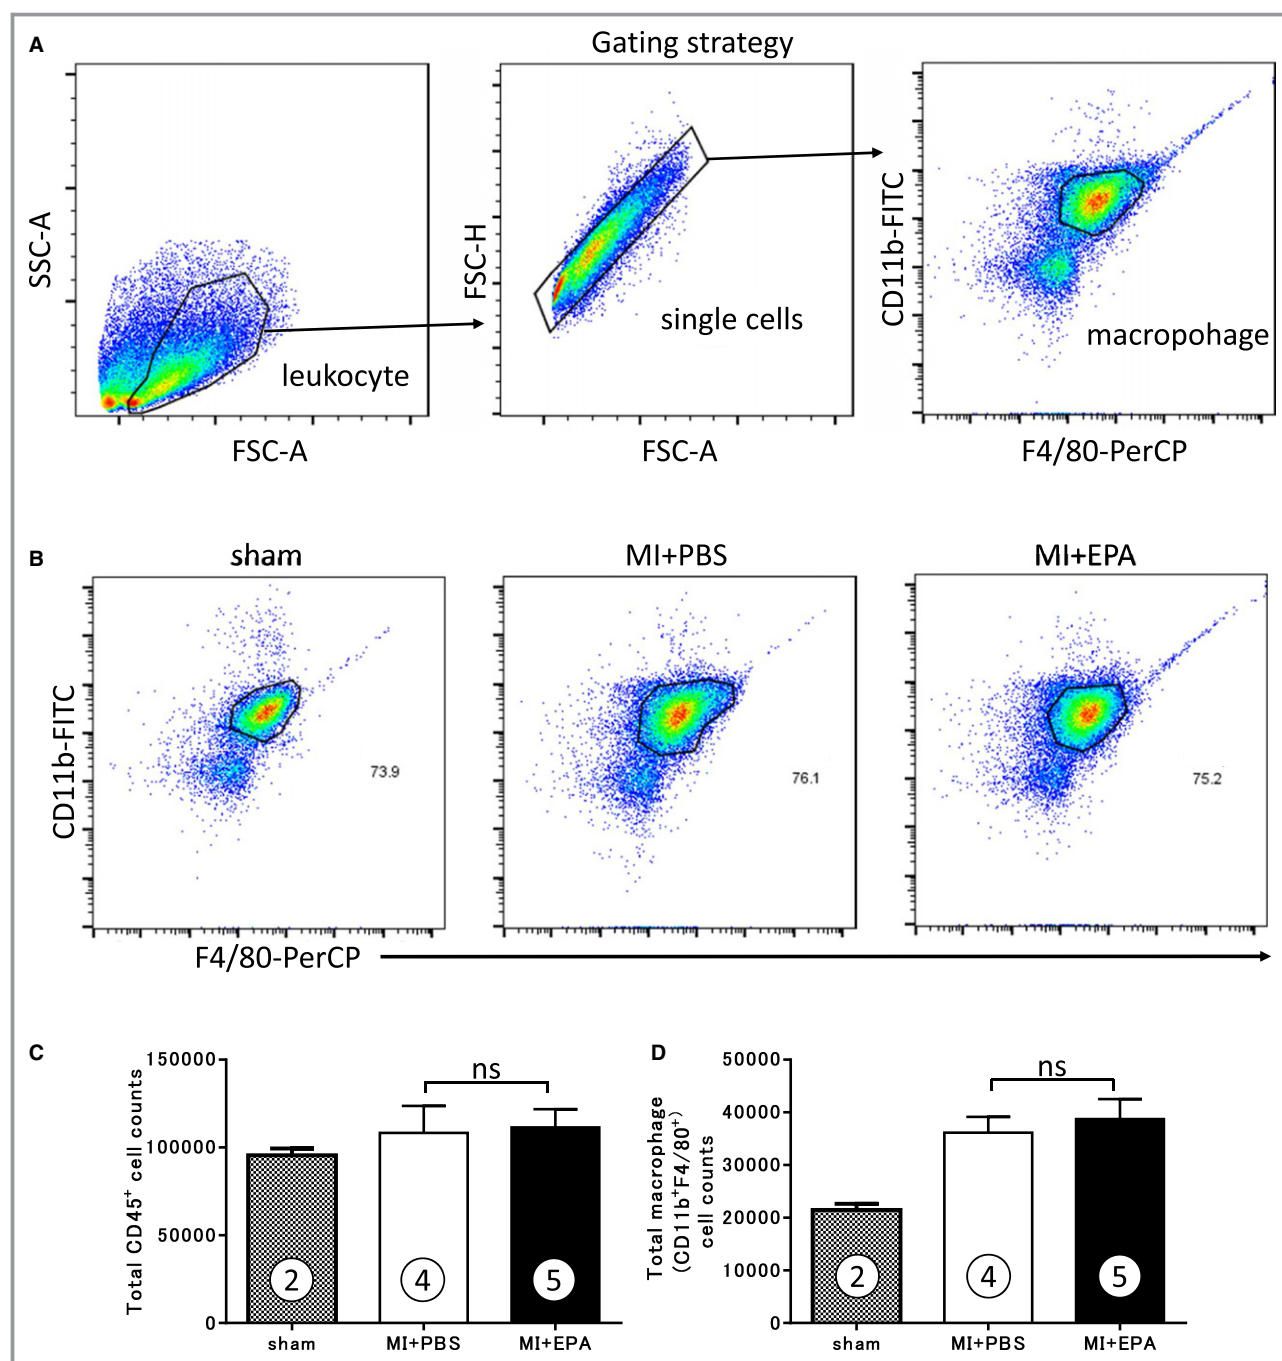 A
Gating strategy
SSC-A
leukocyte
FSC-A
FSC-H
single cells
FSC-A
CD11b-FITC
macropohage
F4/80-PerCP
B
sham
MI+PBS
MI+EPA
CD11b-FITC
73.9
76.1
75.2
F4/80-PerCP
C
Total CD45⁺ cell counts
150000
100000
50000
0
ns
2
4
5
sham
MI+PBS
MI+EPA
D
Total macrophage
(CD11b⁺F4/80⁺)
cell counts
50000
40000
30000
20000
10000
0
ns
2
4
5
sham
MI+PBS
MI+EPA